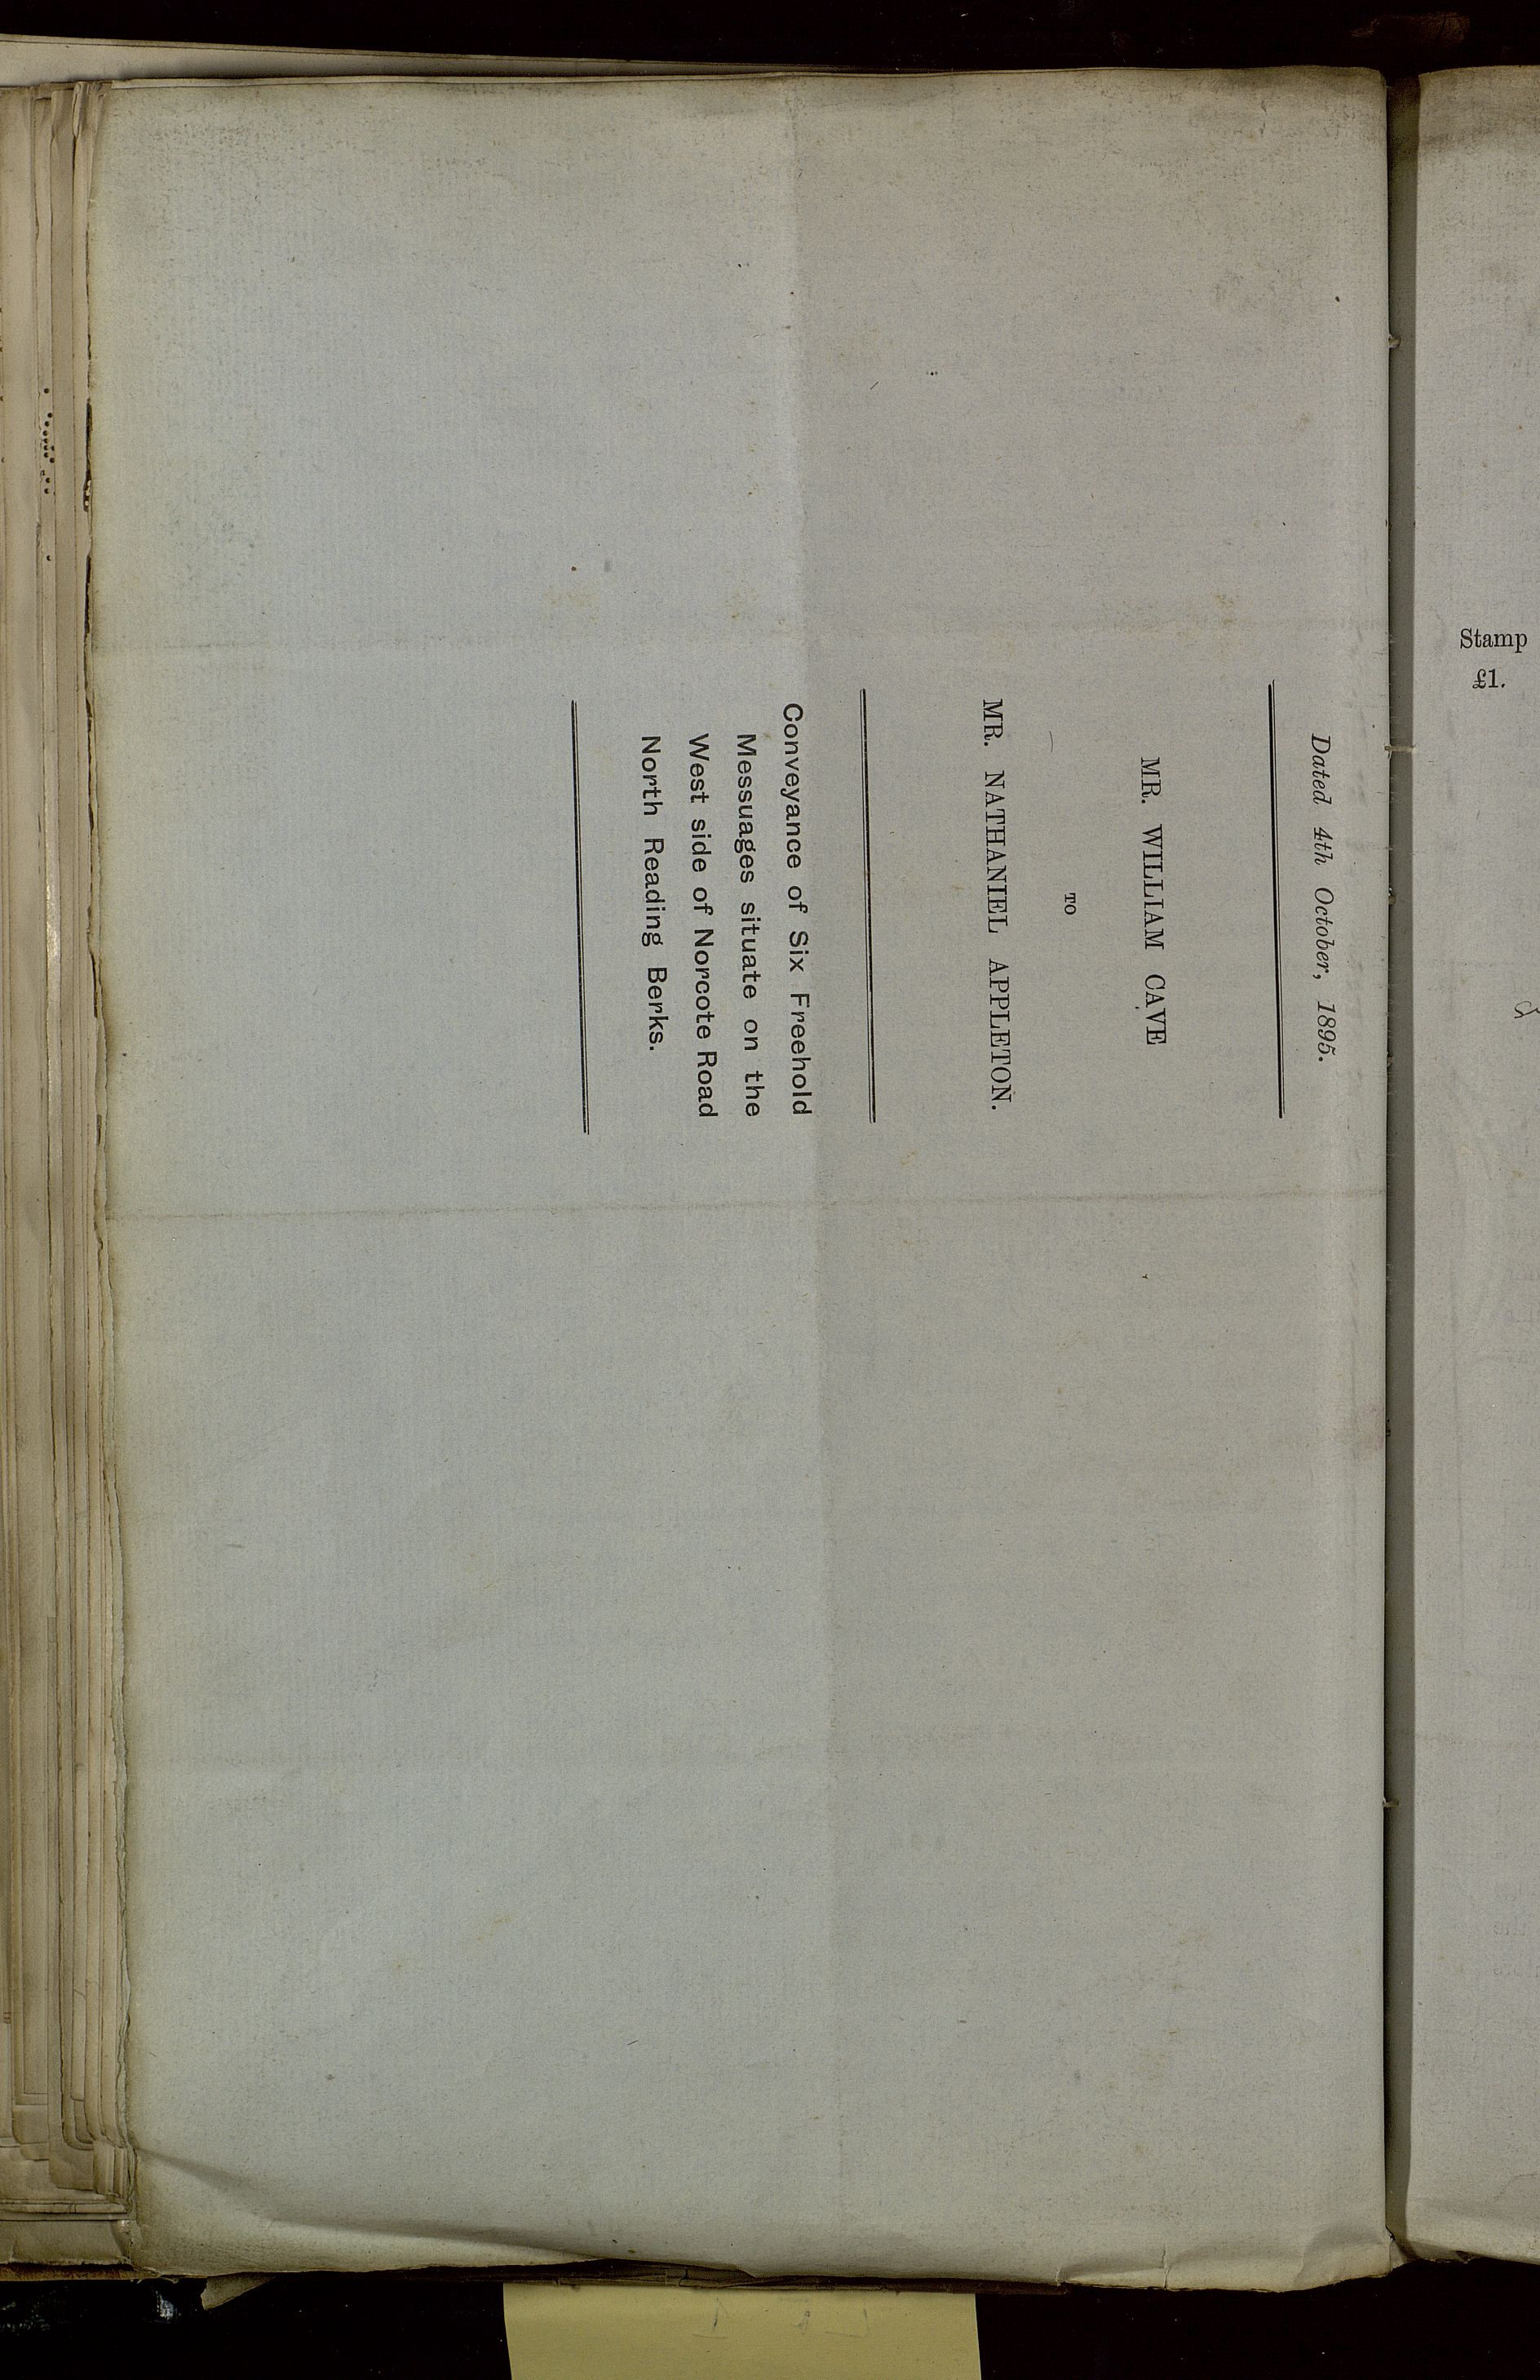 Dated 4th October, 1895.
MR. WILLIAM CAVE
TO
MR. NATHANIEL APPLETON.
Conveyance of Six Freehold
Messuages situate on the
West side of Norcote Road
North Reading Berks.
Stamp
£1.